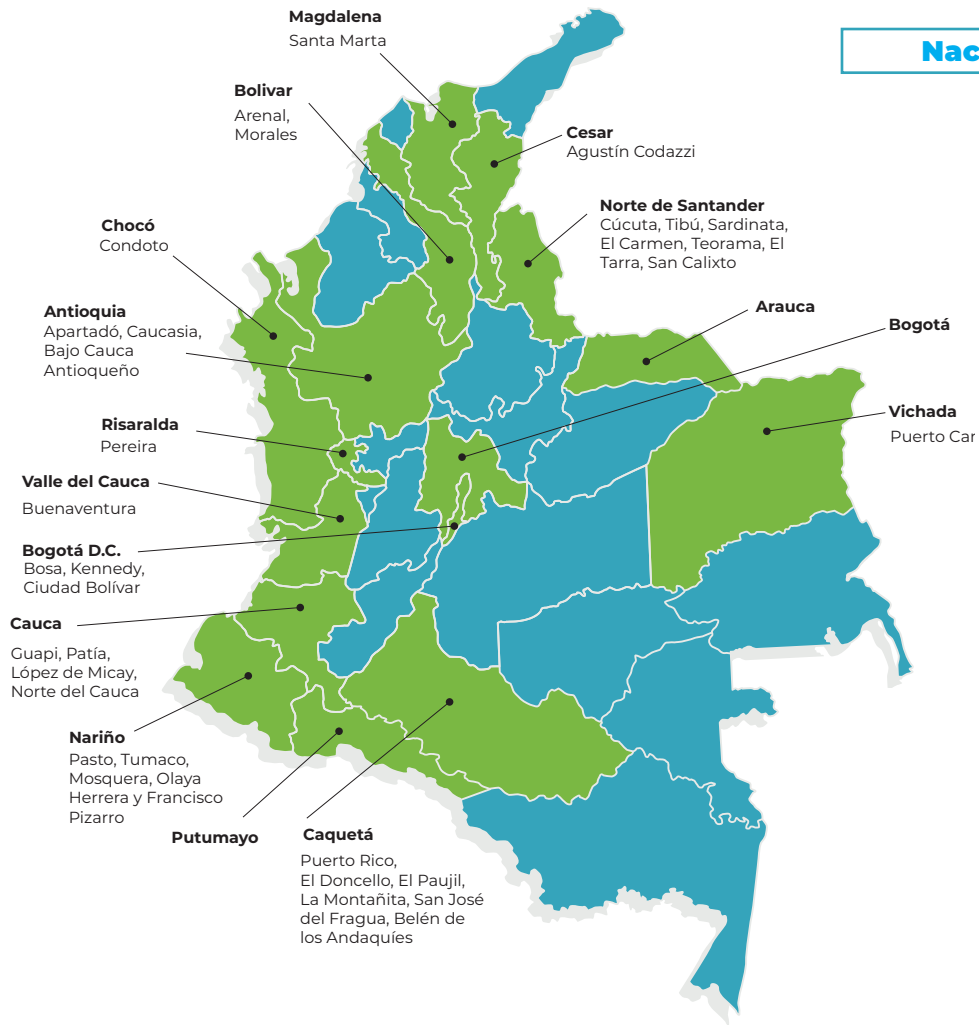 Magdalena
Santa Marta
Nac
Bolivar
Arenal,
Morales
Cesar
Agustín Codazzi
Norte de Santander
Cúcuta, Tibú, Sardinata,
El Carmen, Teorama, El
Tarra, San Calixto
Chocó
Condoto
Antioquia
Apartadó, Caucasia,
Bajo Cauca
Antioqueño
Arauca
Bogotá
Vichada
Puerto Car
Risaralda
Pereira
Valle del Cauca
Buenaventura
Bogotá D.C.
Bosa, Kennedy,
Ciudad Bolívar
Cauca
Guapi, Patía,
López de Micay,
Norte del Cauca
Nariño
Pasto, Tumaco,
Mosquera, Olaya
Herrera y Francisco
Pizarro
Putumayo
Caquetá
Puerto Rico,
El Doncello, El Paujil,
La Montañita, San José
del Fragua, Belén de
los Andaquíes